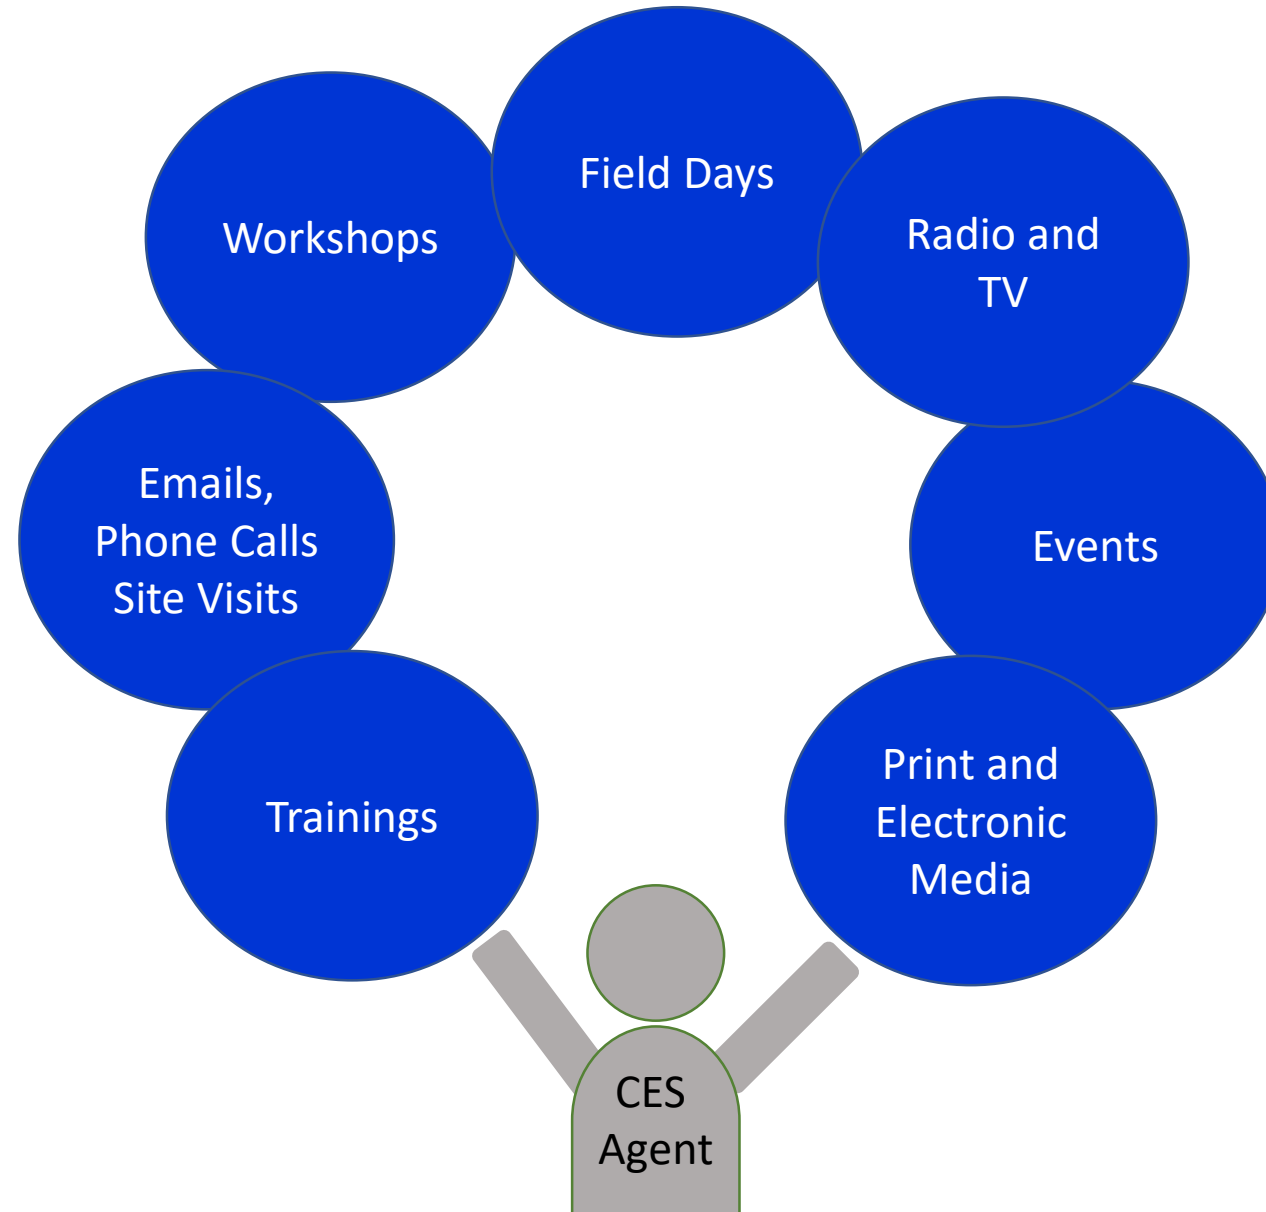 Field Days
Workshops
Radio and
TV
Emails,
Phone Calls
Site Visits
Events
Trainings
Print and
Electronic
Media
CES
Agent